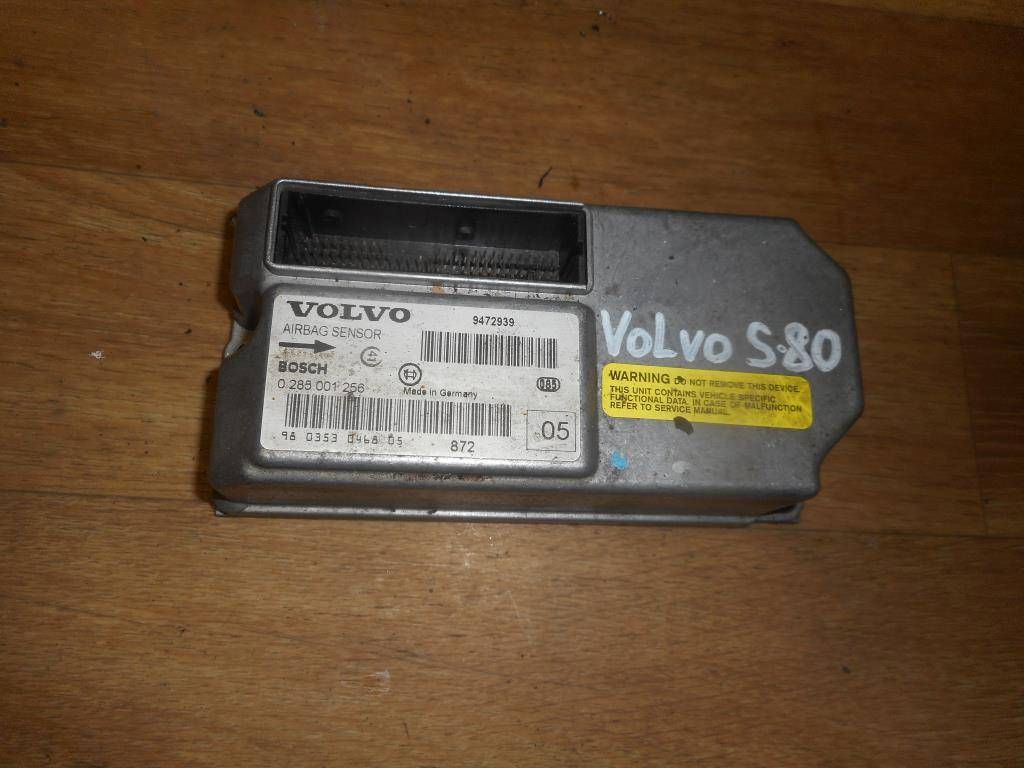 VOLVO
9472939
AIRBAG SENSOR
BOSCH
0 285 001 256
Made in Germany
98 0353 0468 05
872
05
VOLVO S-80
WARNING DO NOT REMOVE THIS DEVICE.
THIS UNIT CONTAINS VEHICLE SPECIFIC
FUNCTIONAL DATA. IN CASE OF MALFUNCTION
REFER TO SERVICE MANUAL.